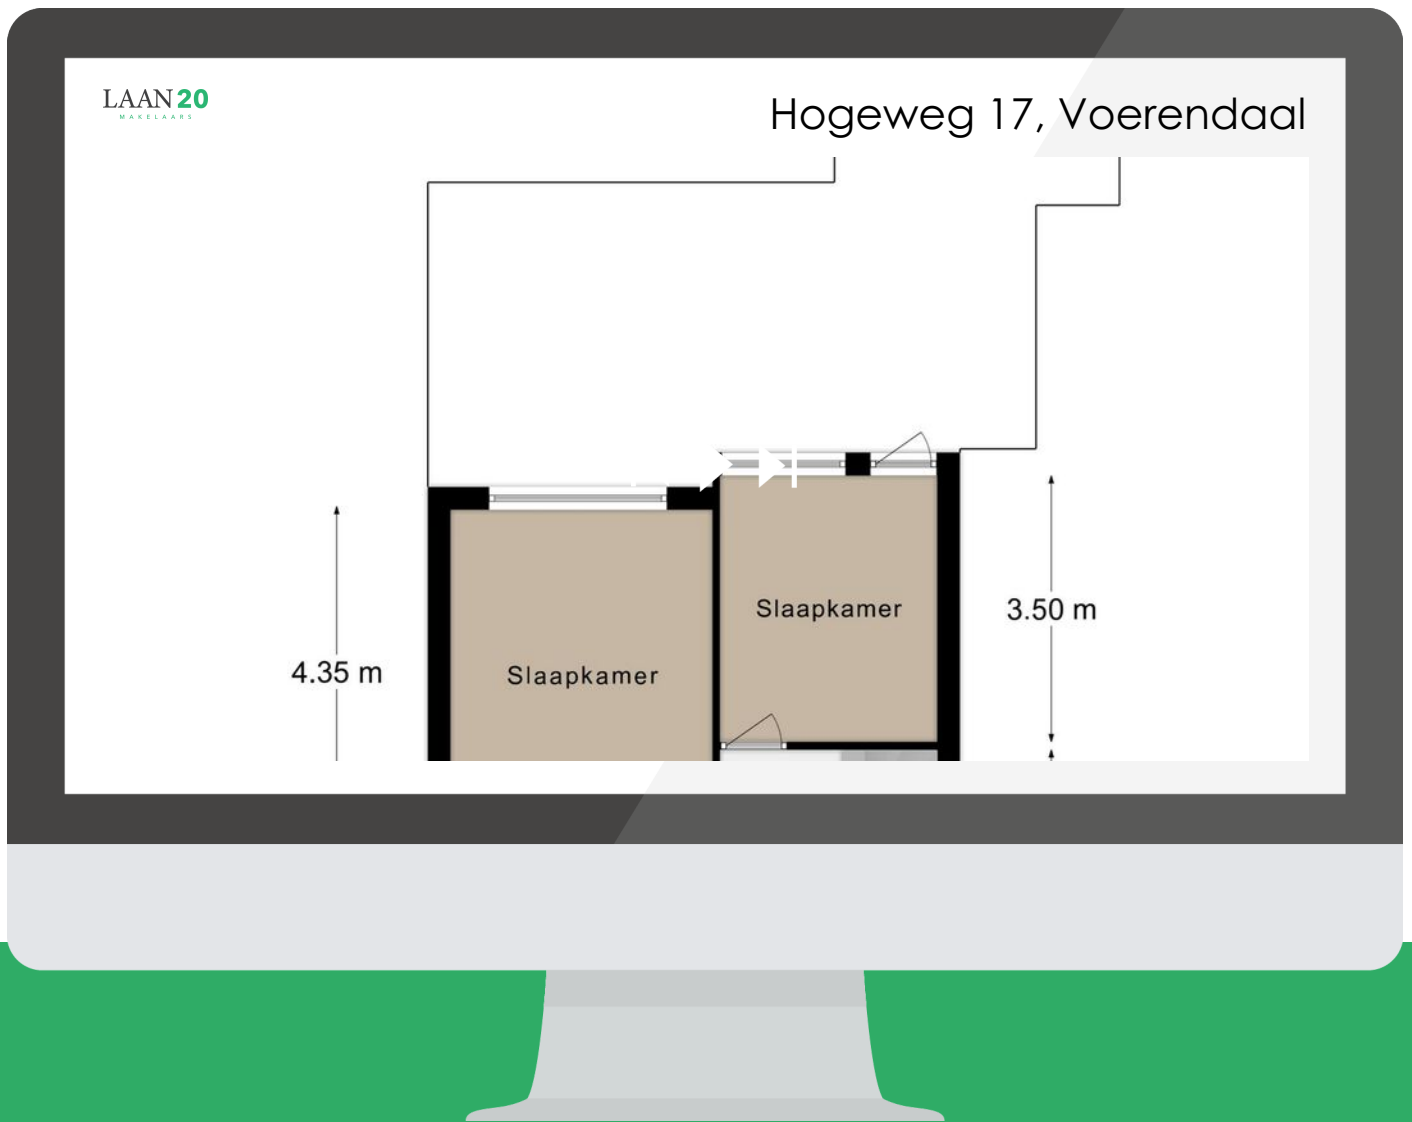 LAAN20
MAKELAARS
Hogeweg 17, Voerendaal
Slaapkamer
3.50 m
4.35 m
Slaapkamer